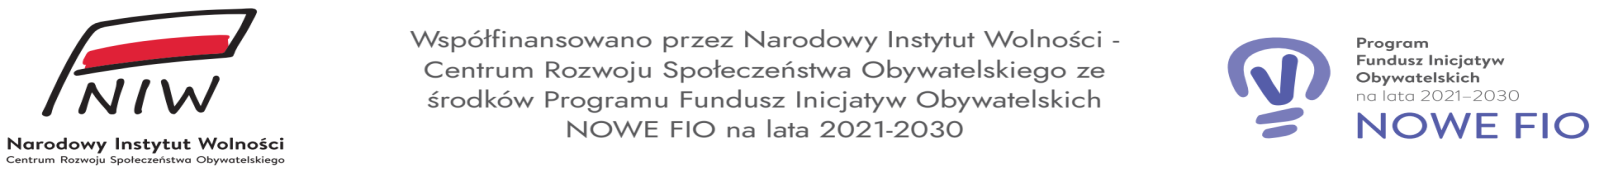 NIW
Narodowy Instytut Wolności
Centrum Rozwoju Społeczeństwa Obywatelskiego
Współfinansowano przez Narodowy Instytut Wolności -
Centrum Rozwoju Społeczeństwa Obywatelskiego ze
środków Programu Fundusz Inicjatyw Obywatelskich
NOWE FIO na lata 2021-2030
Program
Fundusz Inicjatyw
Obywatelskich
na lata 2021–2030
NOWE FIO